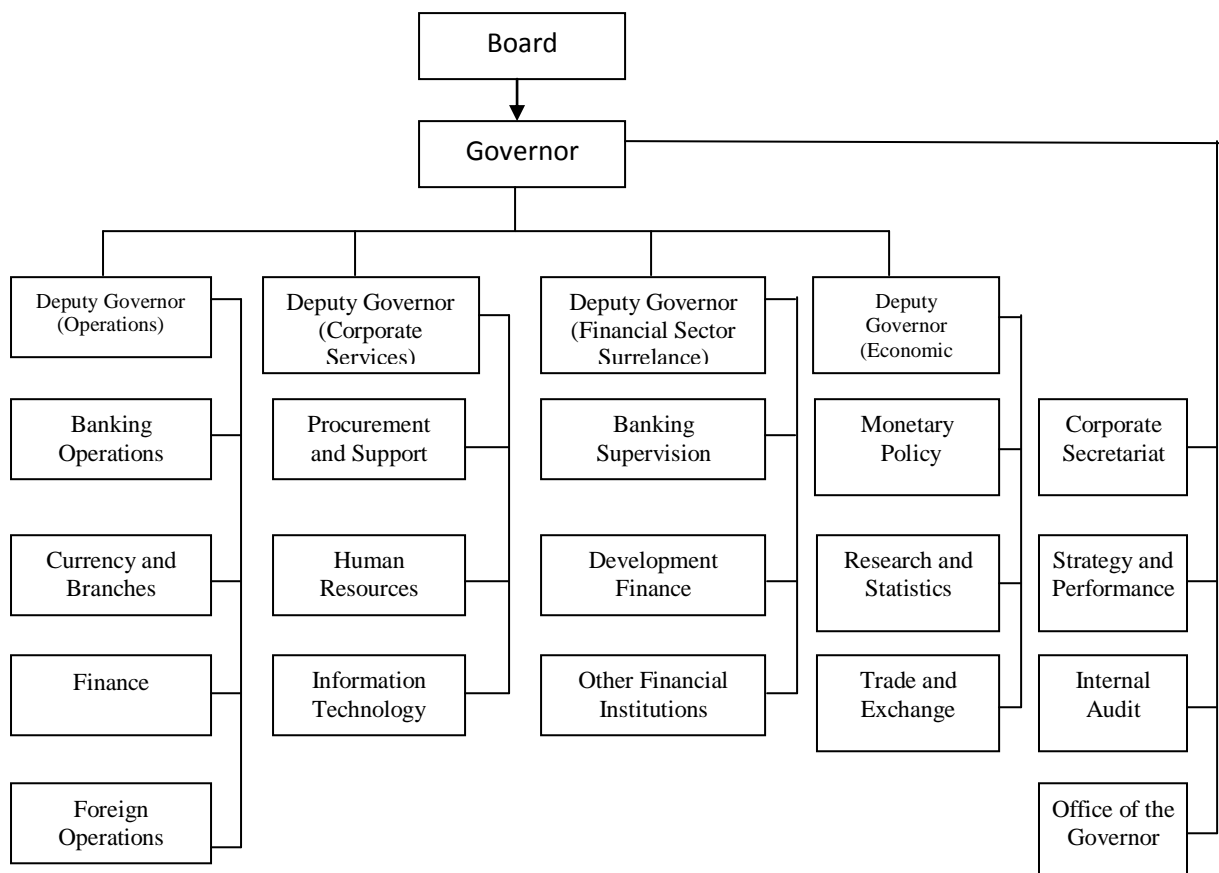 Board
Governor
Deputy Governor
(Operations)
Deputy Governor
(Corporate
Services)
Deputy Governor
(Financial Sector
Surrelance)
Deputy
Governor
(Economic
Banking
Operations
Procurement
and Support
Banking
Supervision
Monetary
Policy
Corporate
Secretariat
Currency and
Branches
Human
Resources
Development
Finance
Research and
Statistics
Strategy and
Performance
Finance
Information
Technology
Other Financial
Institutions
Trade and
Exchange
Internal
Audit
Foreign
Operations
Office of the
Governor